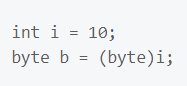 int i = 10;
byte b = (byte)i;